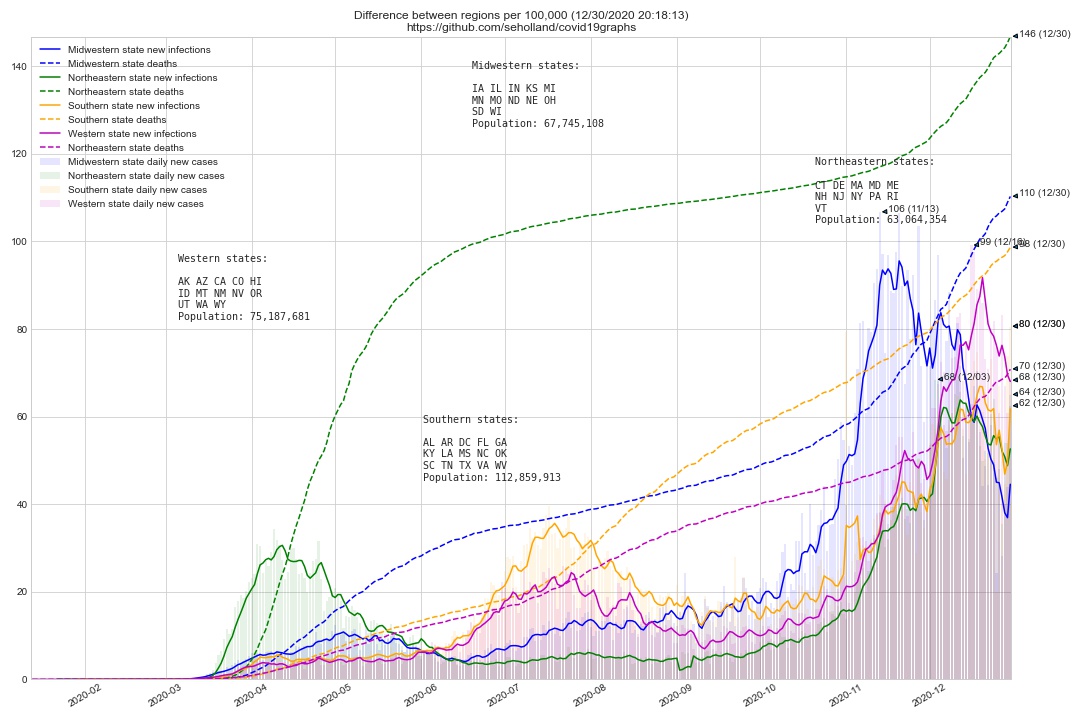 Difference between regions per 100,000 (12/30/2020 20:18:13)
https://github.com/seholland/covid19graphs
Midwestern state new infections
Midwestern state deaths
Northeastern state new infections
Northeastern state deaths
Southern state new infections
Southern state deaths
Western state new infections
Northeastern state deaths
Midwestern state daily new cases
Northeastern state daily new cases
Southern state daily new cases
Western state daily new cases
Midwestern states:
IA IL IN KS MI
MN MO ND NE OH
SD WI
Population: 67,745,108
Northeastern states:
CT DE MA MD ME
NH NJ NY PA RI
VT
Population: 63,064,354
Western states:
AK AZ CA CO HI
ID MT NM NV OR
UT WA WY
Population: 75,187,681
Southern states:
AL AR DC FL GA
KY LA MS NC OK
SC TN TX VA WV
Population: 112,859,913
146 (12/30)
110 (12/30)
106 (11/13)
98 (12/30)
80 (12/30)
70 (12/30)
68 (12/30)
68 (12/03)
64 (12/30)
62 (12/30)
140
120
100
80
60
40
20
0
2020-02
2020-03
2020-04
2020-05
2020-06
2020-07
2020-08
2020-09
2020-10
2020-11
2020-12